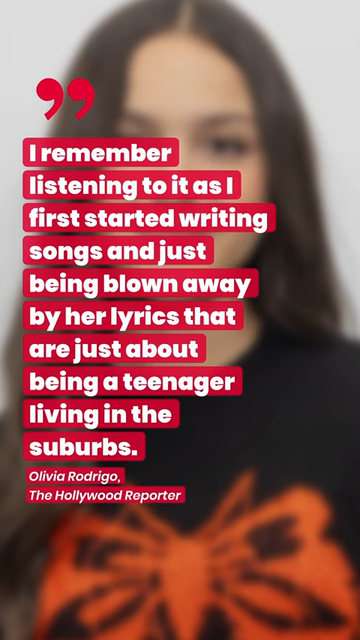 ”
I remember
listening to it as I
first started writing
songs and just
being blown away
by her lyrics that
are just about
being a teenager
living in the
suburbs.
Olivia Rodrigo,
The Hollywood Reporter